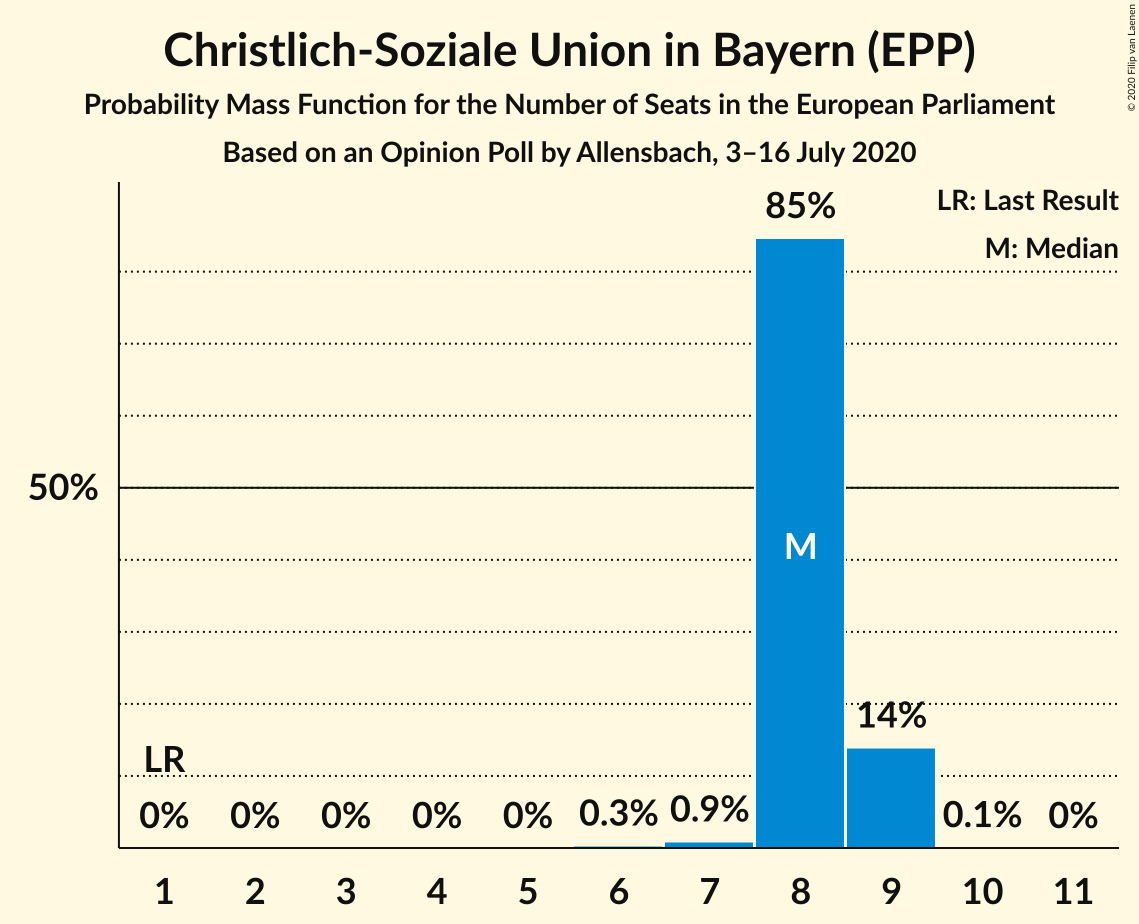 Christlich-Soziale Union in Bayern (EPP)
Probability Mass Function for the Number of Seats in the European Parliament
Based on an Opinion Poll by Allensbach, 3–16 July 2020
© 2020 Filip van Laenen
LR: Last Result
M: Median
85%
50%
M
14%
LR
0% 0% 0% 0% 0% 0.3% 0.9% 0.1% 0%
1 2 3 4 5 6 7 8 9 10 11